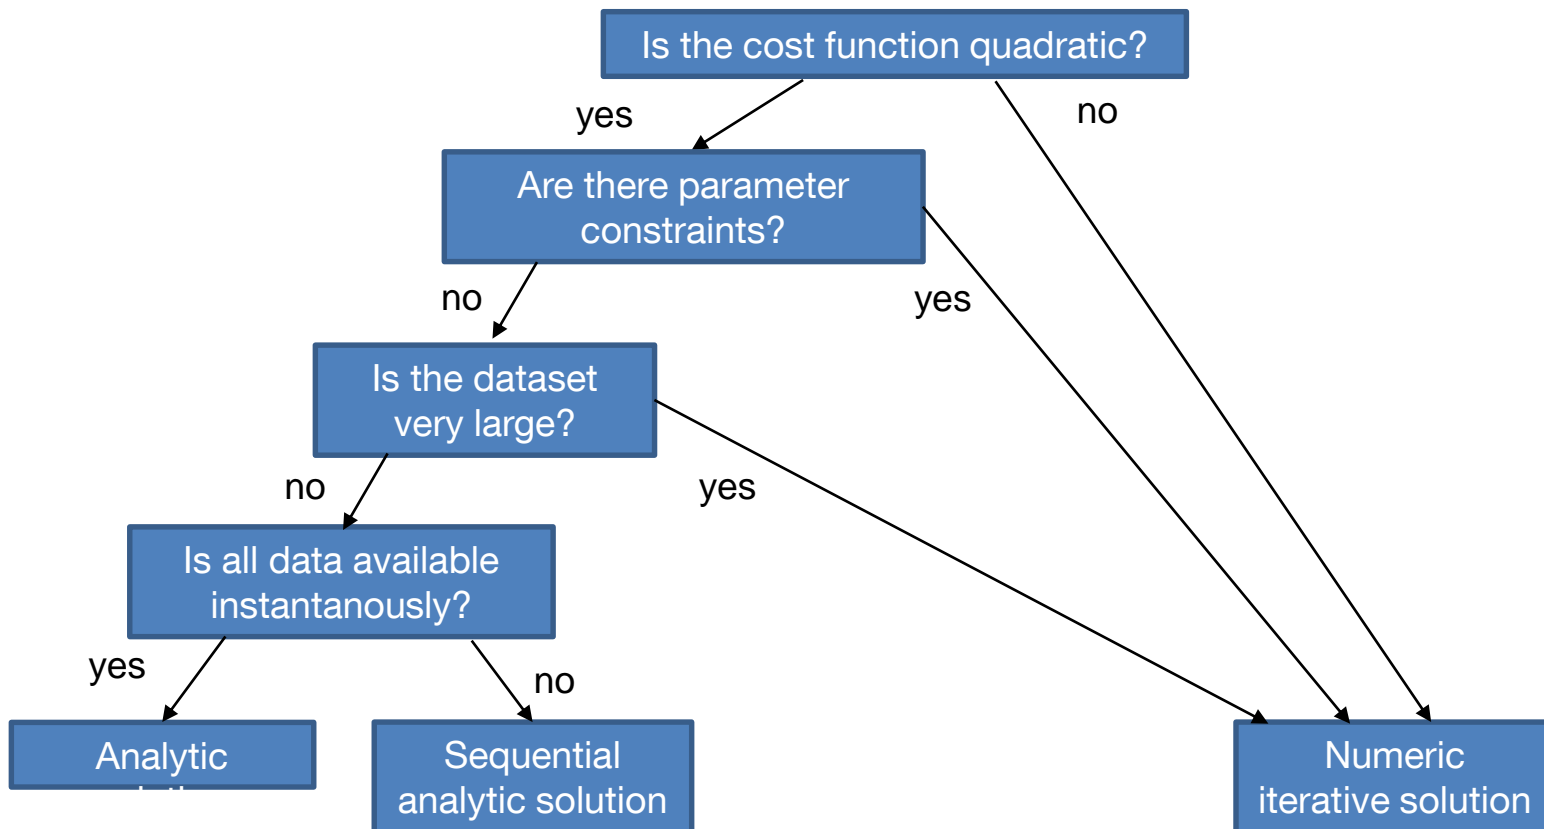 Is the cost function quadratic?
yes
no
Are there parameter
constraints?
no
yes
Is the dataset
very large?
no
yes
Is all data available
instantanously?
yes
no
Analytic
Sequential
analytic solution
Numeric
iterative solution